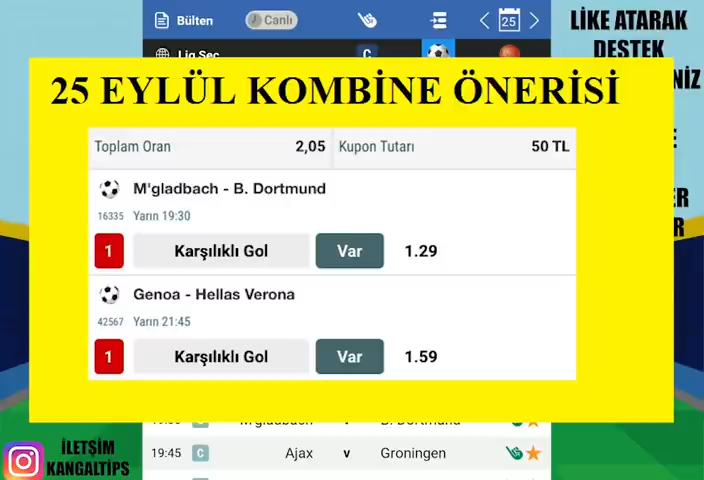 Bülten Canlı 25
LİKE ATARAK
DESTEK
NİZ
Lig Seç C
25 EYLÜL KOMBİNE ÖNERİSİ
Toplam Oran 2,05 Kupon Tutarı 50 TL
M'gladbach - B. Dortmund
16335 Yarın 19:30
1 Karşılıklı Gol Var 1.29
Genoa - Hellas Verona
42567 Yarın 21:45
1 Karşılıklı Gol Var 1.59
M'gladbach v B. Dortmund
19:45 C Ajax v Groningen
İLETŞİM
KANGALTİPS